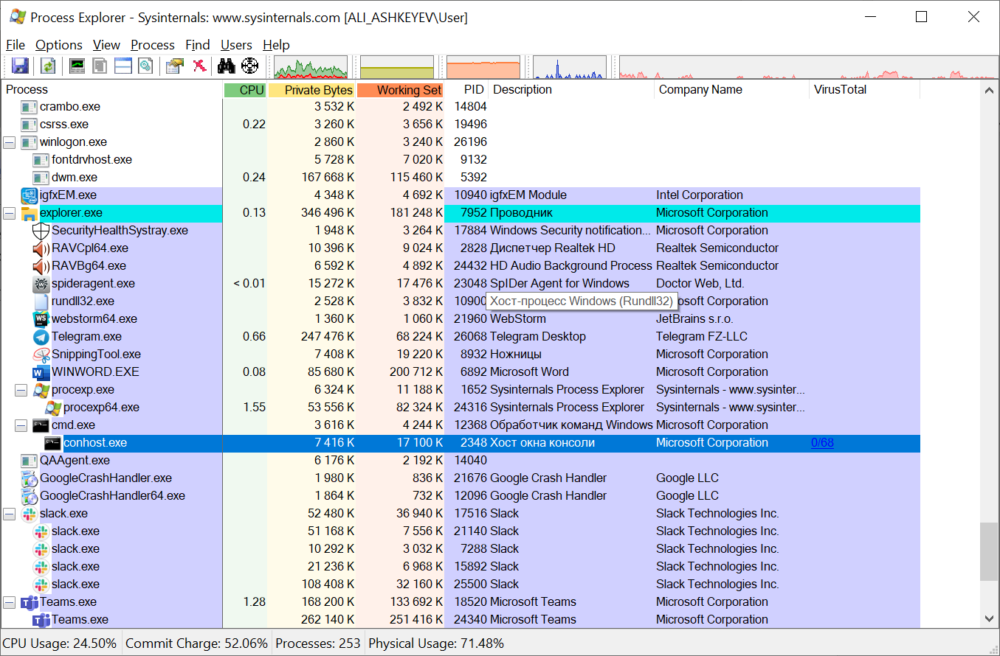 Process Explorer - Sysinternals: www.sysinternals.com [ALI_ASHKEYEV\User]
File Options View Process Find Users Help
Process CPU Private Bytes Working Set PID Description Company Name VirusTotal
crambo.exe 3 532 K 2 492 K 14804
csrss.exe 0.22 3 260 K 3 656 K 19496
winlogon.exe 2 860 K 3 240 K 26196
fontdrvhost.exe 5 728 K 7 020 K 9132
dwm.exe 0.24 167 668 K 115 460 K 5392
igfxEM.exe 4 348 K 4 692 K 10940 igfxEM Module Intel Corporation
explorer.exe 0.13 346 496 K 181 248 K 7952 Проводник Microsoft Corporation
SecurityHealthSystray.exe 1 948 K 3 264 K 17884 Windows Security notification... Microsoft Corporation
RAVCpl64.exe 10 396 K 9 024 K 2828 Диспетчер Realtek HD Realtek Semiconductor
RAVBg64.exe 6 592 K 4 892 K 24432 HD Audio Background Process Realtek Semiconductor
spideragent.exe < 0.01 15 272 K 17 476 K 23048 SpIDer Agent for Windows Doctor Web, Ltd.
rundll32.exe 2 528 K 3 832 K 10900 Хост-процесс Windows (Rundll32) osoft Corporation
webstorm64.exe 1 360 K 1 060 K 21960 WebStorm JetBrains s.r.o.
Telegram.exe 0.66 247 476 K 68 224 K 26068 Telegram Desktop Telegram FZ-LLC
SnippingTool.exe 7 408 K 19 220 K 8932 Ножницы Microsoft Corporation
WINWORD.EXE 0.08 85 680 K 200 712 K 6892 Microsoft Word Microsoft Corporation
procexp.exe 6 324 K 11 188 K 1652 Sysinternals Process Explorer Sysinternals - www.sysinter...
procexp64.exe 1.55 53 556 K 82 324 K 24316 Sysinternals Process Explorer Sysinternals - www.sysinter...
cmd.exe 3 616 K 4 244 K 12368 Обработчик команд Windows Microsoft Corporation
conhost.exe 7 416 K 17 100 K 2348 Хост окна консоли Microsoft Corporation 0/68
QAAgent.exe 6 176 K 2 192 K 14040
GoogleCrashHandler.exe 1 980 K 836 K 21676 Google Crash Handler Google LLC
GoogleCrashHandler64.exe 1 864 K 732 K 12096 Google Crash Handler Google LLC
slack.exe 52 480 K 36 940 K 17516 Slack Slack Technologies Inc.
slack.exe 51 168 K 7 556 K 21140 Slack Slack Technologies Inc.
slack.exe 10 292 K 3 032 K 7288 Slack Slack Technologies Inc.
slack.exe 21 236 K 6 968 K 15892 Slack Slack Technologies Inc.
slack.exe 108 408 K 32 160 K 25500 Slack Slack Technologies Inc.
Teams.exe 1.28 168 200 K 133 692 K 18520 Microsoft Teams Microsoft Corporation
Teams.exe 262 140 K 251 416 K 24340 Microsoft Teams Microsoft Corporation
CPU Usage: 24.50% Commit Charge: 52.06% Processes: 253 Physical Usage: 71.48%